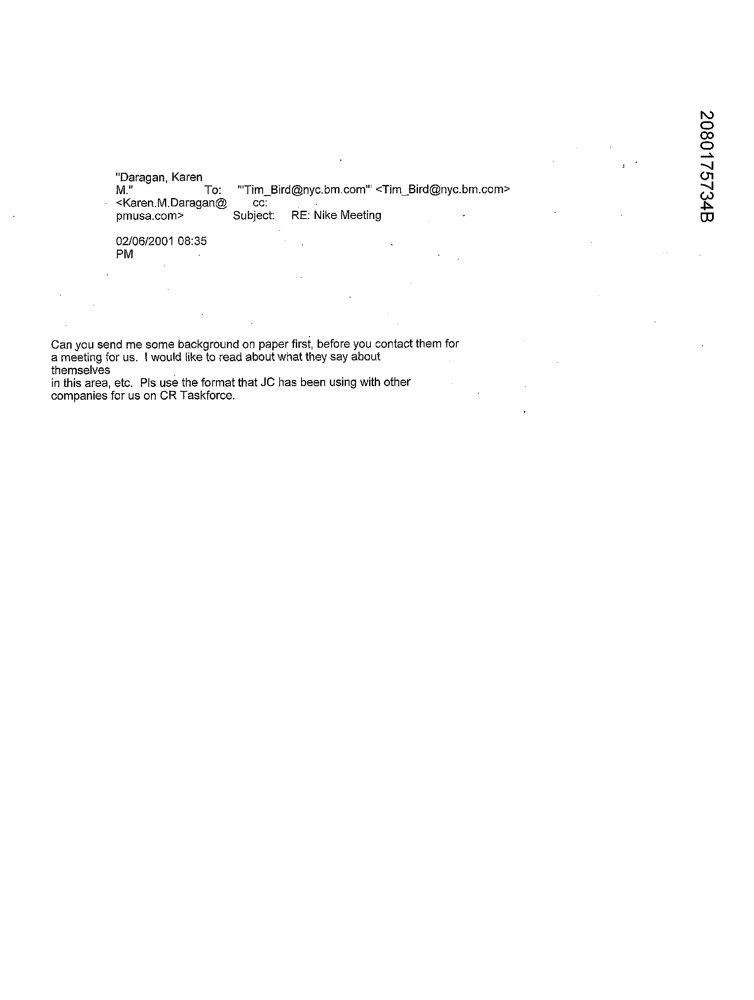 2080175734B
"Daragan, Karen
M." To: "'Tim_Bird@nyc.bm.com'" <Tim_Bird@nyc.bm.com>
<Karen.M.Daragan@ cc:
pmusa.com> Subject: RE: Nike Meeting
02/06/2001 08:35
PM
Can you send me some background on paper first, before you contact them for
a meeting for us. I would like to read about what they say about
themselves
in this area, etc. Pls use the format that JC has been using with other
companies for us on CR Taskforce.